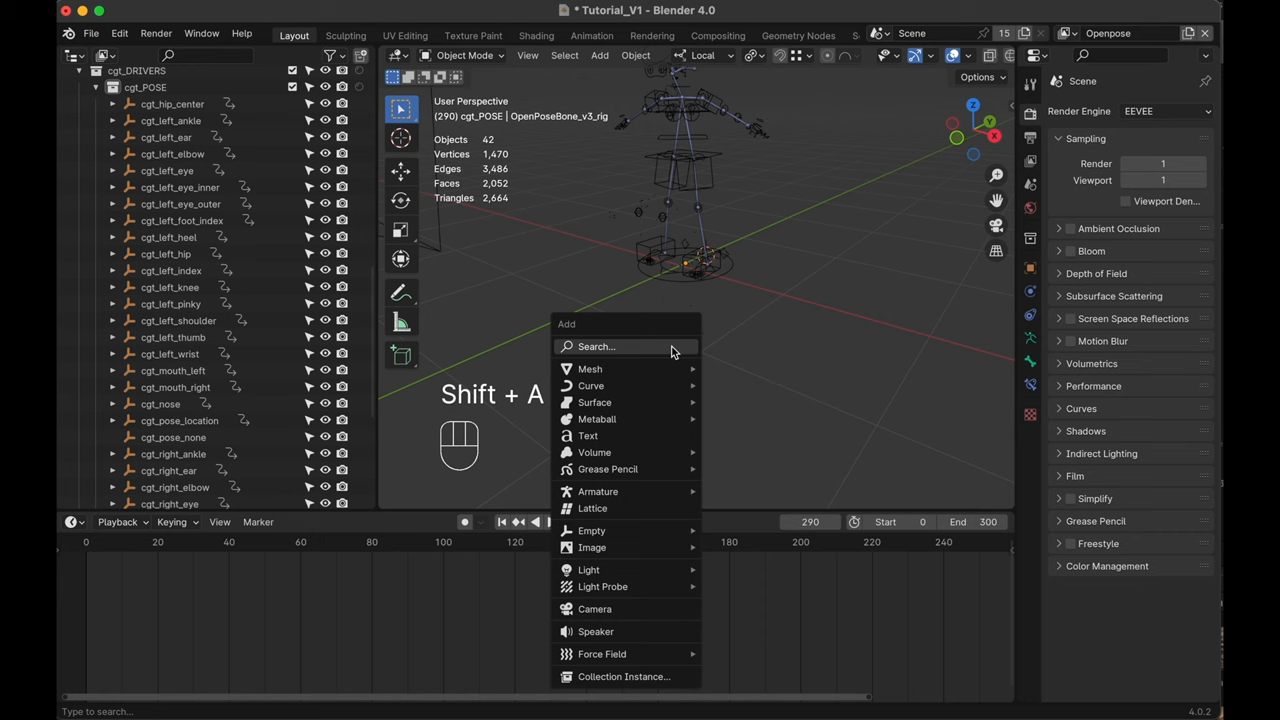 * Tutorial_V1 - Blender 4.0
File Edit Render Window Help
Layout Sculpting UV Editing Texture Paint Shading Animation Rendering Compositing Geometry Nodes
Scene 15 Openpose
Object Mode View Select Add Object Local
Options
cgt_DRIVERS
cgt_POSE
cgt_hip_center
cgt_left_ankle
cgt_left_ear
cgt_left_elbow
cgt_left_eye
cgt_left_eye_inner
cgt_left_eye_outer
cgt_left_foot_index
cgt_left_heel
cgt_left_hip
cgt_left_index
cgt_left_knee
cgt_left_pinky
cgt_left_shoulder
cgt_left_thumb
cgt_left_wrist
cgt_mouth_left
cgt_mouth_right
cgt_nose
cgt_pose_location
cgt_pose_none
cgt_right_ankle
cgt_right_ear
cgt_right_elbow
cgt_right_eye
User Perspective
(290) cgt_POSE | OpenPoseBone_v3_rig
Objects 42
Vertices 1,470
Edges 3,486
Faces 2,052
Triangles 2,664
Z
Y
X
Shift + A
Add
Search...
Mesh
Curve
Surface
Metaball
Text
Volume
Grease Pencil
Armature
Lattice
Empty
Image
Light
Light Probe
Camera
Speaker
Force Field
Collection Instance...
Scene
Render Engine EEVEE
Sampling
Render 1
Viewport 1
Viewport Den...
Ambient Occlusion
Bloom
Depth of Field
Subsurface Scattering
Screen Space Reflections
Motion Blur
Volumetrics
Performance
Curves
Shadows
Indirect Lighting
Film
Simplify
Grease Pencil
Freestyle
Color Management
Playback Keying View Marker 290 Start 0 End 300
0 20 40 60 80 100 120 180 200 220 240
Type to search...
4.0.2